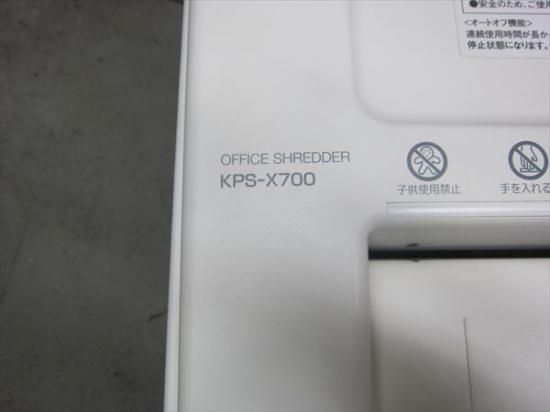 ●安全のため、ご使用
<オートオフ機能>
連続使用時間が長か
停止状態になります。
OFFICE SHREDDER
KPS-X700
子供使用禁止
手を入れる